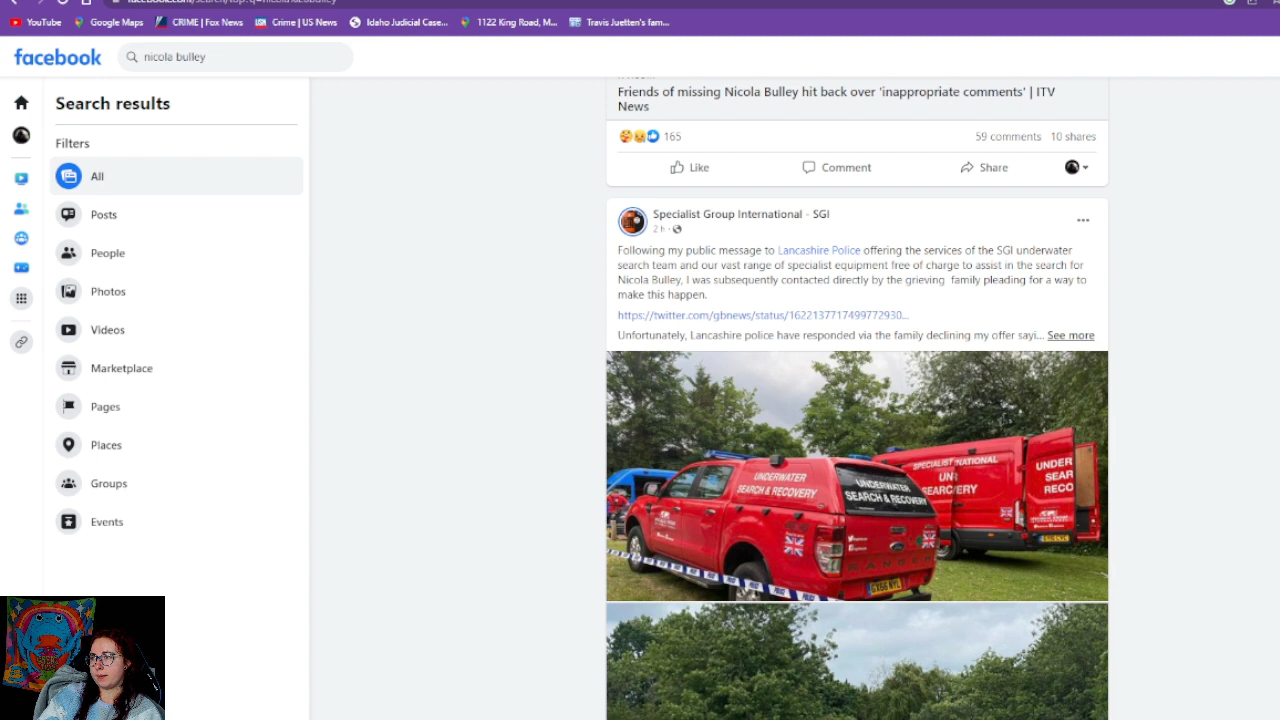 YouTube Google Maps CRIME | Fox News Crime | US News Idaho Judicial Case... 1122 King Road, M... Travis Juetten's fam...
facebook nicola bulley
Search results
Filters
All
Posts
People
Photos
Videos
Marketplace
Pages
Places
Groups
Events
Friends of missing Nicola Bulley hit back over 'inappropriate comments' | ITV
News
165 59 comments 10 shares
Like Comment Share
Specialist Group International - SGI
2 h
Following my public message to Lancashire Police offering the services of the SGI underwater
search team and our vast range of specialist equipment free of charge to assist in the search for
Nicola Bulley, I was subsequently contacted directly by the grieving family pleading for a way to
make this happen.
https://twitter.com/gbnews/status/1622137717499772930...
Unfortunately, Lancashire police have responded via the family declining my offer sayi... See more
UNDERWATER
SEARCH & RECOVERY
UNDERWATER
SEARCH & RECOVERY
RANGER
GX66 NYL
POLICE
UNDER
SEAR
RECO